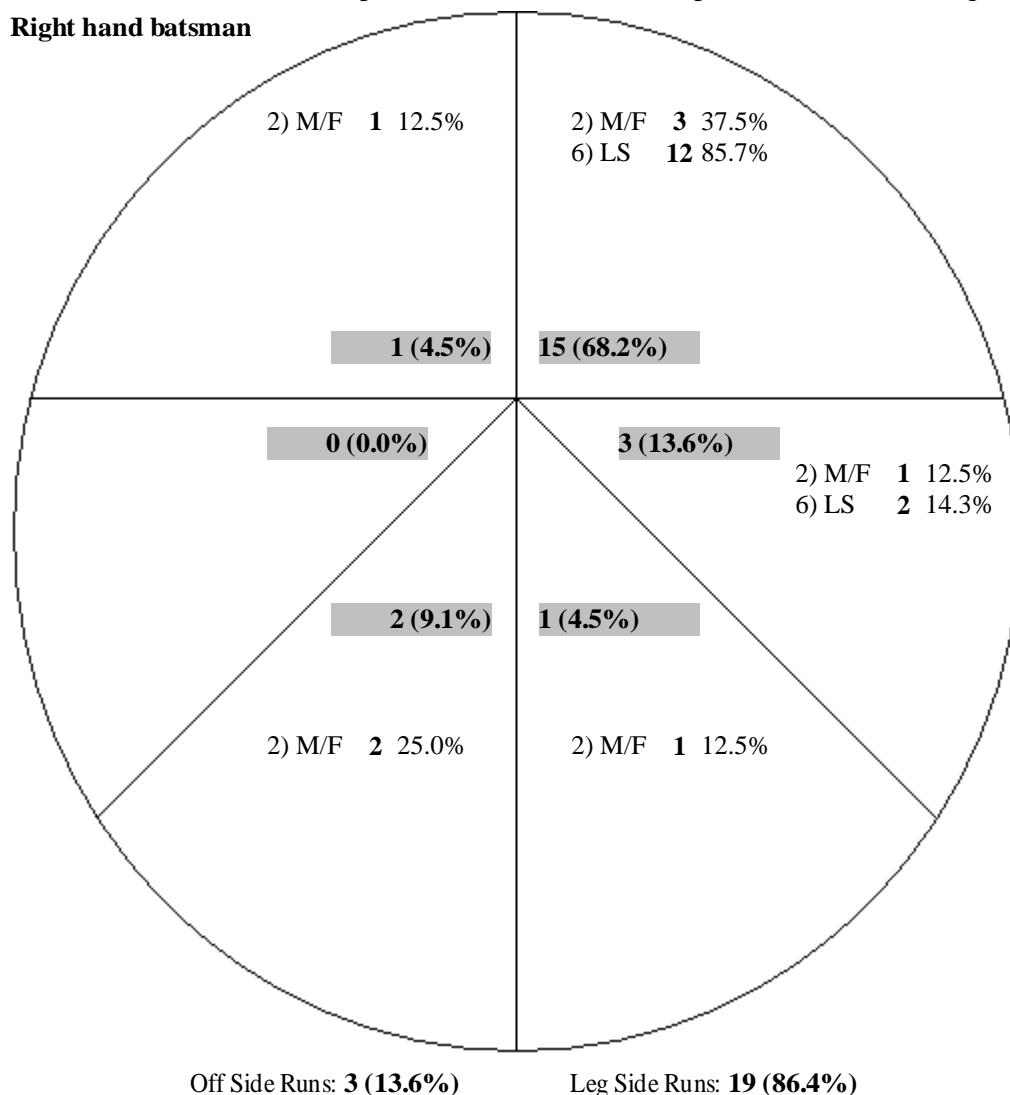 Right hand batsman
2) M/F 1 12.5%
2) M/F 3 37.5%
6) LS 12 85.7%
1 (4.5%)
15 (68.2%)
0 (0.0%)
3 (13.6%)
2) M/F 1 12.5%
6) LS 2 14.3%
2 (9.1%)
1 (4.5%)
2) M/F 2 25.0%
2) M/F 1 12.5%
Off Side Runs: 3 (13.6%)
Leg Side Runs: 19 (86.4%)